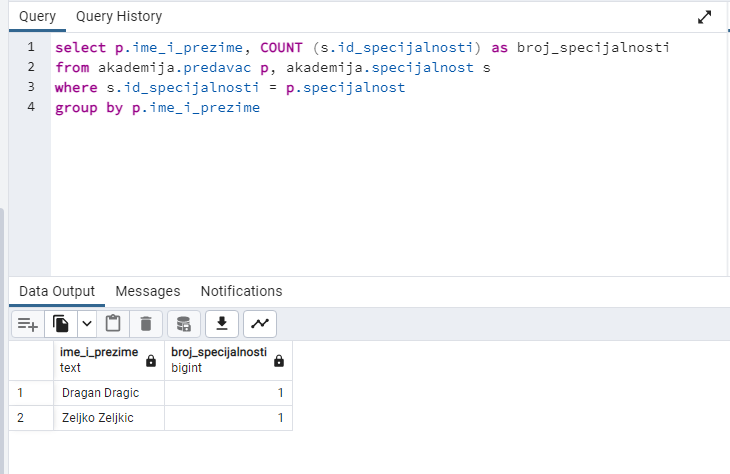 Query Query History
1 select p.ime_i_prezime, COUNT (s.id_specijalnosti) as broj_specijalnosti
2 from akademija.predavac p, akademija.specijalnost s
3 where s.id_specijalnosti = p.specijalnost
4 group by p.ime_i_prezime
Data Output Messages Notifications
ime_i_prezime broj_specijalnosti
text bigint
1 Dragan Dragic 1
2 Zeljko Zeljkic 1